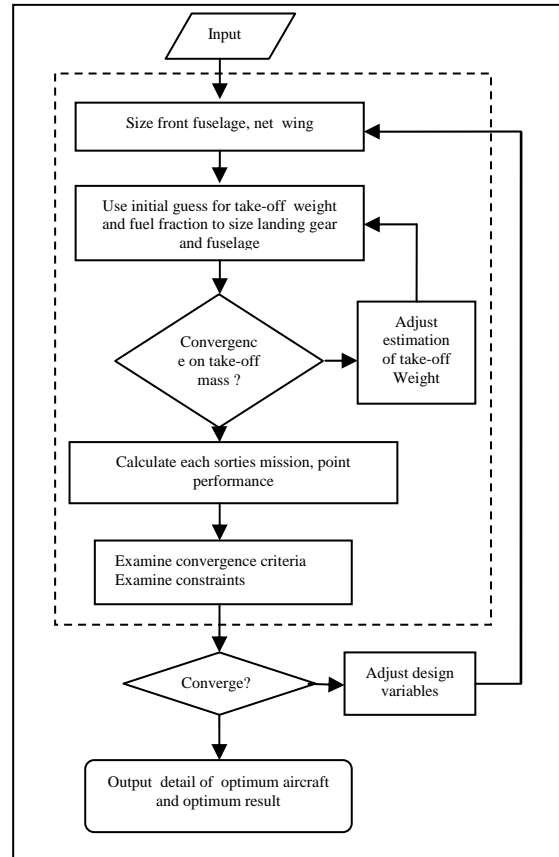 Input
Size front fuselage, net wing
Use initial guess for take-off weight
and fuel fraction to size landing gear
and fuselage
Convergenc
e on take-off
mass ?
Adjust
estimation
of take-off
Weight
Calculate each sorties mission, point
performance
Examine convergence criteria
Examine constraints
Converge?
Adjust design
variables
Output detail of optimum aircraft
and optimum result